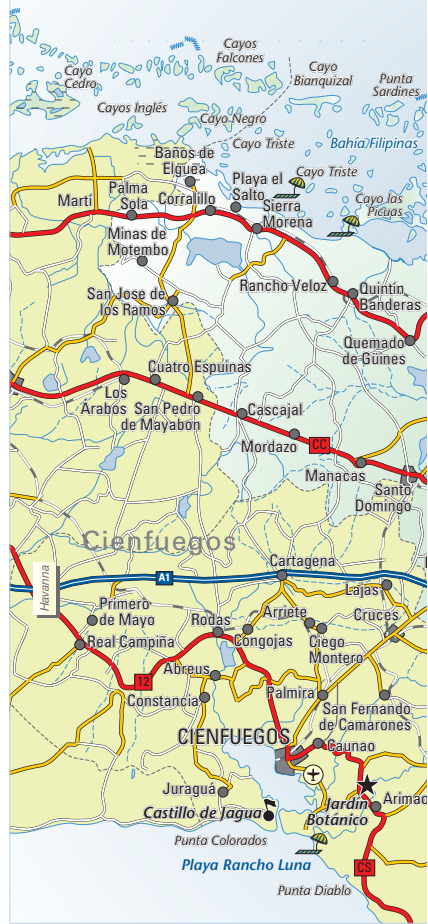 Cayos
Falcones
Cayo
Cedro
Cayo
Bianquizal
Punta
Sardines
Cayos Inglés
Cayo Negro
Cayo Triste
Bahía Filipinas
Baños de
Elguea
Playa el
Salto
Cayo Triste
Palma
Sola
Martí
Corralillo
Sierra
Morena
Cayo las
Picuas
Minas de
Motembo
Rancho Veloz
Quintín
Banderas
San Jose de
los Ramos
Quemado
de Güines
Cuatro Espuinas
Los
Arabos
San Pedro
de Mayabon
Cascajal
Mordazo
CC
Manacas
Santo
Domingo
Cienfuegos
Cartagena
A1
Havanna
Lajas
Primero
de Mayo
Rodas
Arriete
Cruces
Real Campiña
Congojas
Ciego
Montero
Abreus
12
Constancia
Palmira
San Fernando
de Camarones
CIENFUEGOS
Caunao
Juraguá
Castillo de Jagua
Jardín
Botánico
Arimao
Punta Colorados
Playa Rancho Luna
CS
Punta Diablo